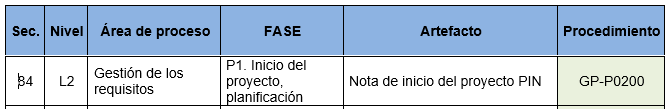 Sec. Nivel Área de proceso FASE Artefacto Procedimiento
84 L2 Gestión de los requisitos P1. Inicio del proyecto, planificación Nota de inicio del proyecto PIN GP-P0200